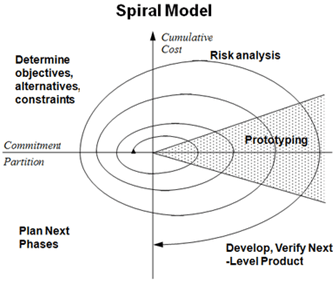 Spiral Model
Determine
objectives,
alternatives,
constraints
Cumulative
Cost
Risk analysis
Prototyping
Commitment
Partition
Plan Next
Phases
Develop, Verify Next
-Level Product